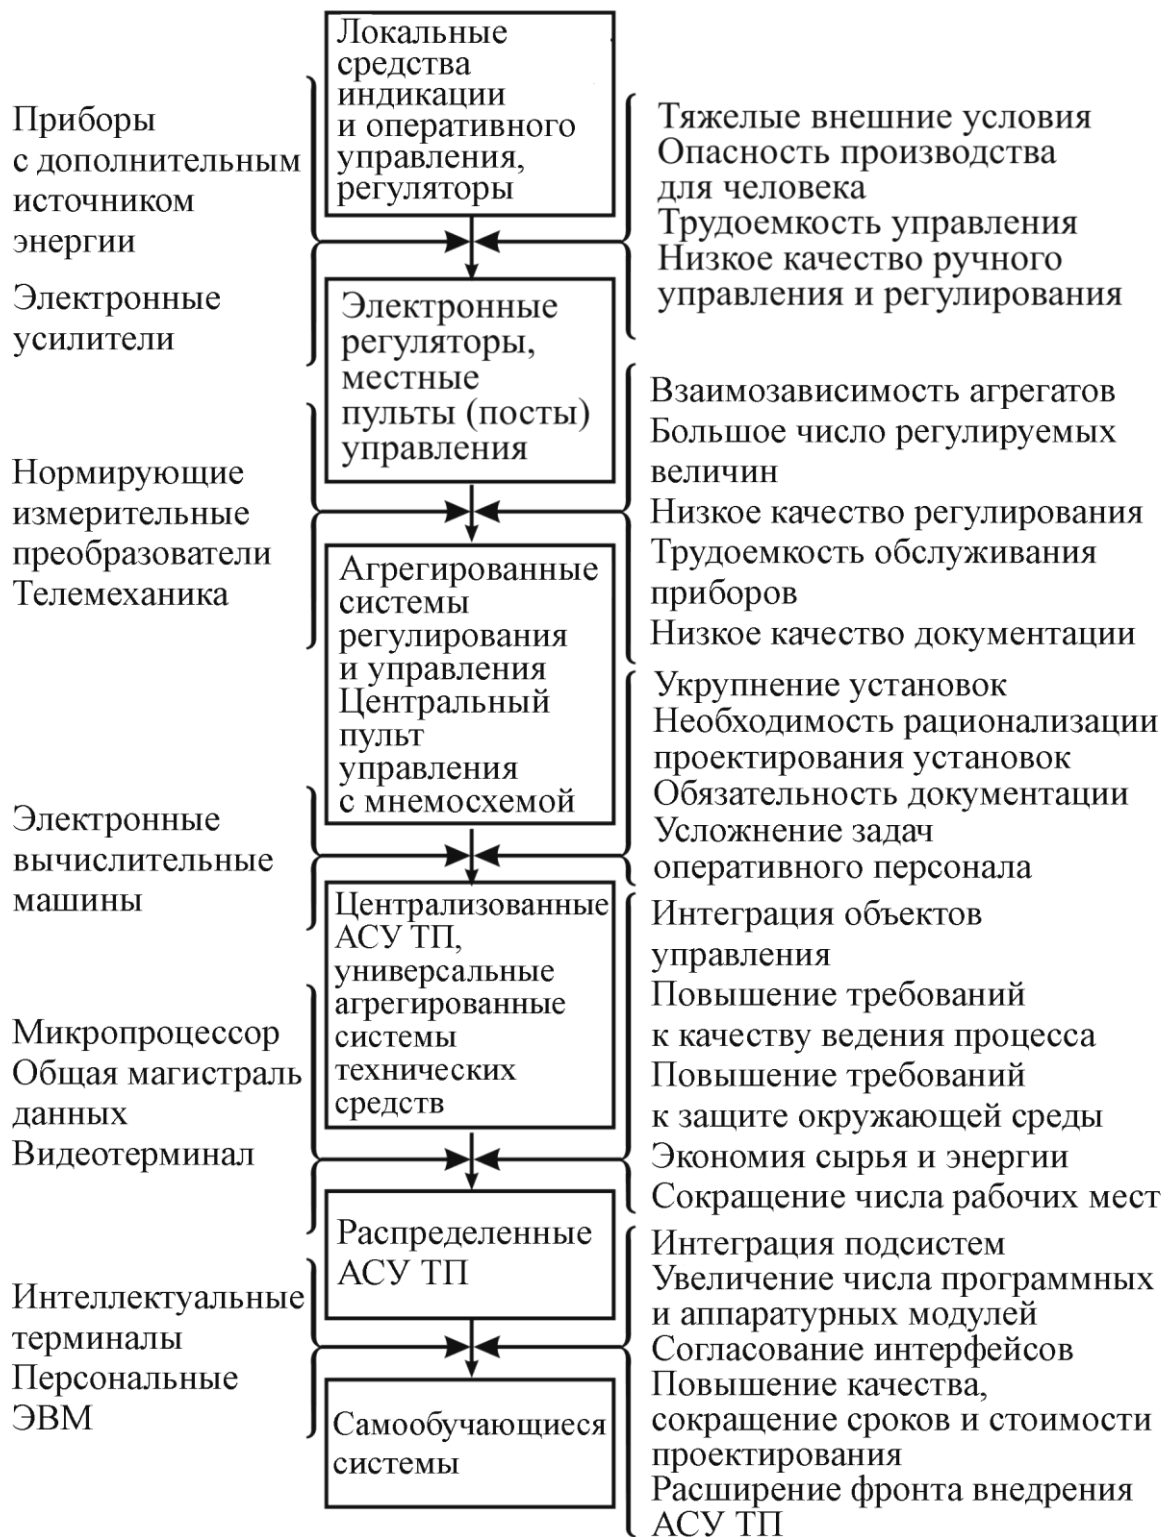 Локальные
средства
индикации
и оперативного
управления,
регуляторы
Приборы
с дополнительным
источником
энергии
Электронные
усилители
Тяжелые внешние условия
Опасность производства
для человека
Трудоемкость управления
Низкое качество ручного
управления и регулирования
Электронные
регуляторы,
местные
пульты (посты)
управления
Нормирующие
измерительные
преобразователи
Телемеханика
Взаимозависимость агрегатов
Большое число регулируемых
величин
Низкое качество регулирования
Трудоемкость обслуживания
приборов
Низкое качество документации
Агрегированные
системы
регулирования
и управления
Центральный
пульт
управления
с мнемосхемой
Электронные
вычислительные
машины
Укрупнение установок
Необходимость рационализации
проектирования установок
Обязательность документации
Усложнение задач
оперативного персонала
Централизованные
АСУ ТП,
универсальные
агрегированные
системы
технических
средств
Микропроцессор
Общая магистраль
данных
Видеотерминал
Интеграция объектов
управления
Повышение требований
к качеству ведения процесса
Повышение требований
к защите окружающей среды
Экономия сырья и энергии
Сокращение числа рабочих мест
Распределенные
АСУ ТП
Интеллектуальные
терминалы
Персональные
ЭВМ
Интеграция подсистем
Увеличение числа программных
и аппаратурных модулей
Согласование интерфейсов
Повышение качества,
сокращение сроков и стоимости
проектирования
Расширение фронта внедрения
АСУ ТП
Самообучающиеся
системы